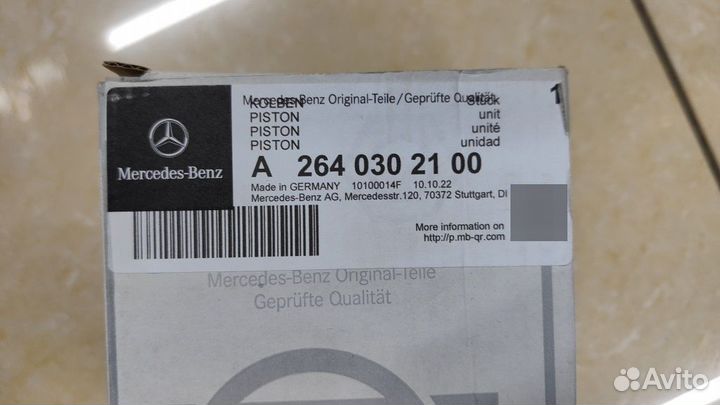 Mercedes-Benz Original-Teile/Geprüfte Qualität
KOLBEN Stück 1
PISTON unit
PISTON unité
PISTON unidad
Mercedes-Benz
A 264 030 21 00
Made in GERMANY 10100014F 10.10.22
Mercedes-Benz AG, Mercedesstr.120, 70372 Stuttgart, DI
More information on
http://p.mb-qr.com
Mercedes-Benz Original-Teile
Geprüfte Qualität
Avito